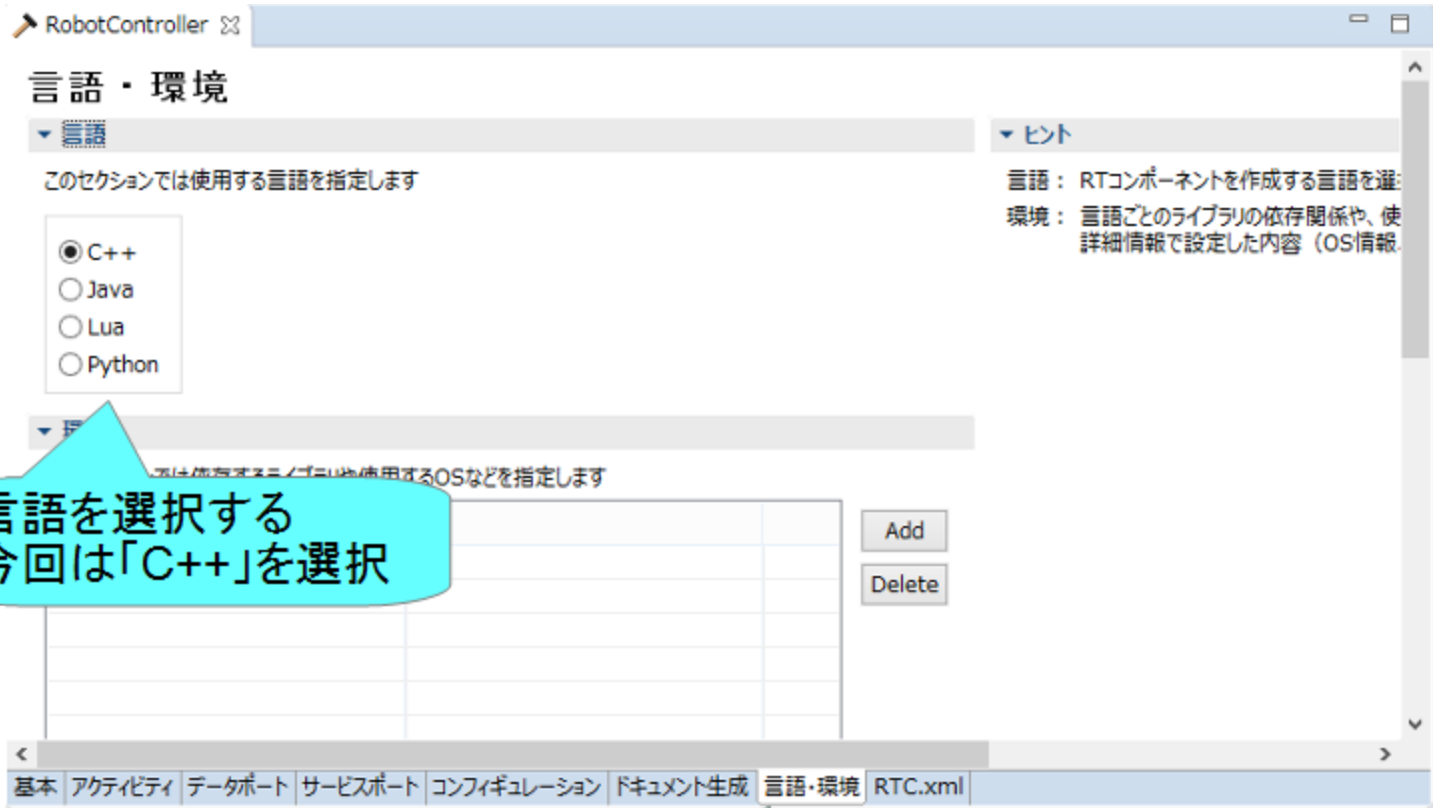 RobotController
言語・環境
言語
このセクションでは使用する言語を指定します
C++
Java
Lua
Python
ヒント
言語： RTコンポーネントを作成する言語を選
環境： 言語ごとのライブラリの依存関係や、使
詳細情報で設定した内容（OS情報
では依存するライブラリや使用するOSなどを指定します
言語を選択する
今回は「C++」を選択
Add
Delete
基本 アクティビティ データポート サービスポート コンフィギュレーション ドキュメント生成 言語・環境 RTC.xml